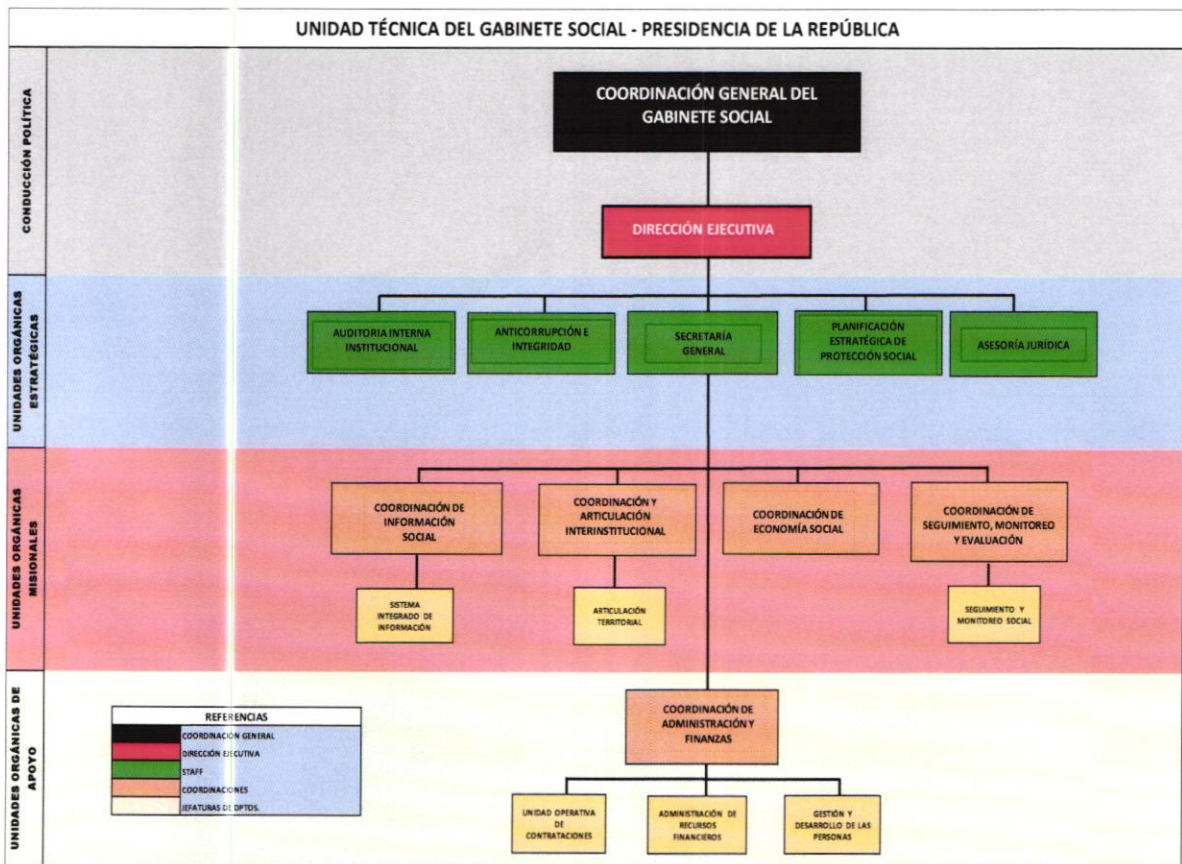 UNIDAD TÉCNICA DEL GABINETE SOCIAL - PRESIDENCIA DE LA REPÚBLICA
CONDUCCIÓN POLÍTICA
COORDINACIÓN GENERAL DEL
GABINETE SOCIAL
DIRECCIÓN EJECUTIVA
UNIDADES ORGÁNICAS
ESTRATÉGICAS
AUDITORIA INTERNA
INSTITUCIONAL
ANTICORRUPCIÓN E
INTEGRIDAD
SECRETARÍA
GENERAL
PLANIFICACIÓN
ESTRATÉGICA DE
PROTECCIÓN SOCIAL
ASESORÍA JURÍDICA
UNIDADES ORGÁNICAS
MISIONALES
COORDINACIÓN DE
INFORMACIÓN
SOCIAL
COORDINACIÓN Y
ARTICULACIÓN
INTERINSTITUCIONAL
COORDINACIÓN DE
ECONOMÍA SOCIAL
COORDINACIÓN DE
SEGUIMIENTO, MONITOREO
Y EVALUACIÓN
SISTEMA
INTEGRADO DE
INFORMACIÓN
ARTICULACIÓN
TERRITORIAL
SEGUIMIENTO Y
MONITOREO SOCIAL
UNIDADES ORGÁNICAS DE
APOYO
COORDINACIÓN DE
ADMINISTRACIÓN Y
FINANZAS
UNIDAD OPERATIVA
DE
CONTRATACIONES
ADMINISTRACIÓN DE
RECURSOS
FINANCIEROS
GESTIÓN Y
DESARROLLO DE LAS
PERSONAS
REFERENCIAS
COORDINACIÓN GENERAL
DIRECCIÓN EJECUTIVA
STAFF
COORDINACIONES
JEFATURAS DE DPTOS.